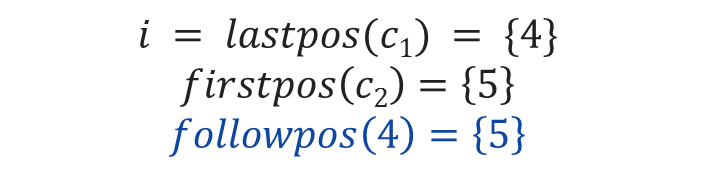 i = lastpos(c₁) = {4}
firstpos(c₂) = {5}
followpos(4) = {5}